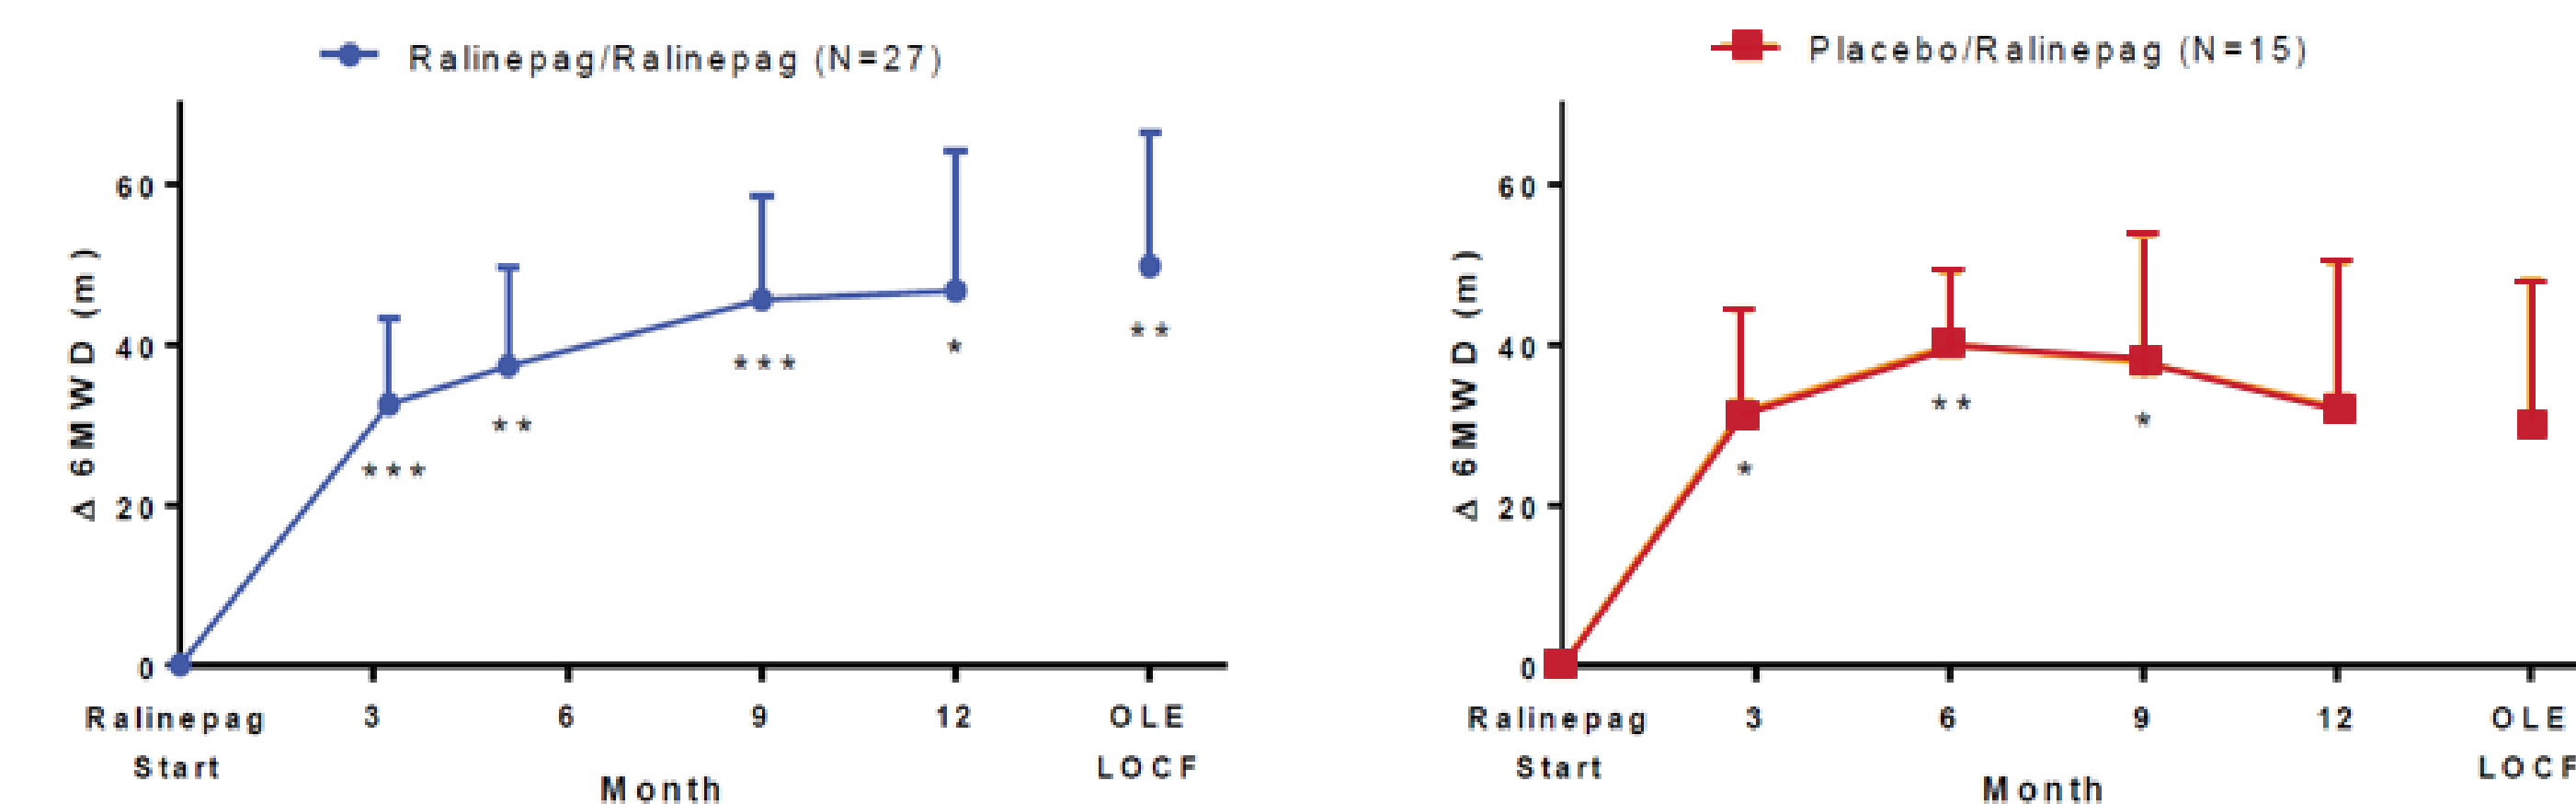 Ralinepag/Ralinepag (N=27)
Δ 6MWD (m)
60
40
20
0
***
**
***
*
**
Ralinepag Start
3
6
9
12
OLE LOCF
Month
Placebo/Ralinepag (N=15)
Δ 6MWD (m)
60
40
20
0
*
**
*
Ralinepag Start
3
6
9
12
OLE LOCF
Month